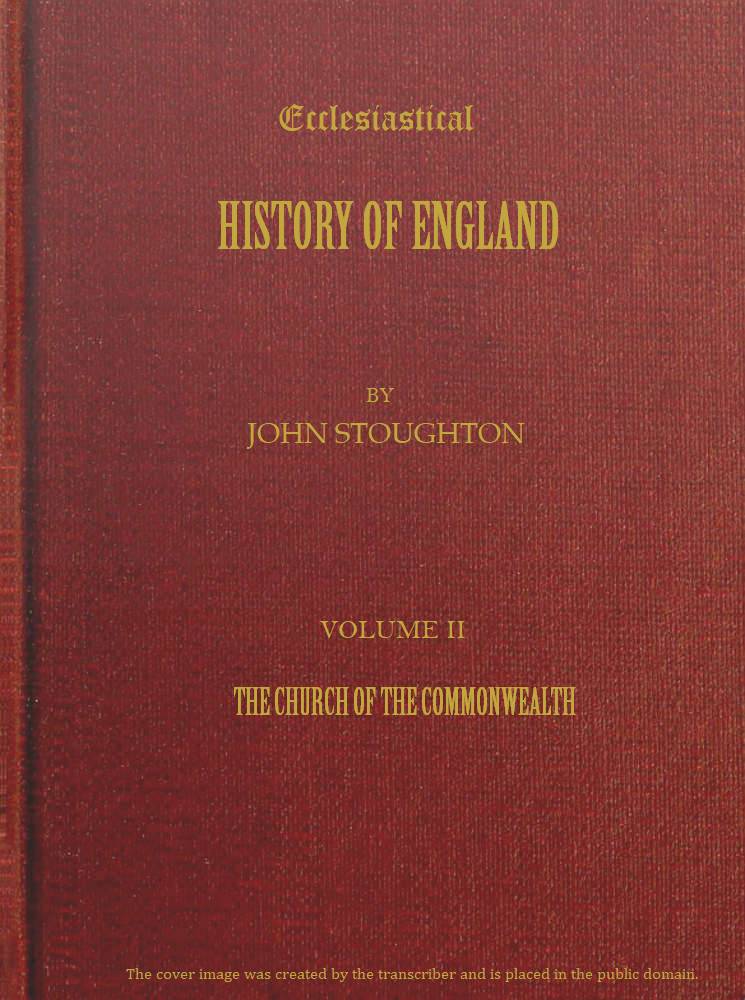 Ecclesiastical
HISTORY OF ENGLAND
BY
JOHN STOUGHTON
VOLUME II
THE CHURCH OF THE COMMONWEALTH
The cover image was created by the transcriber and is placed in the public domain.